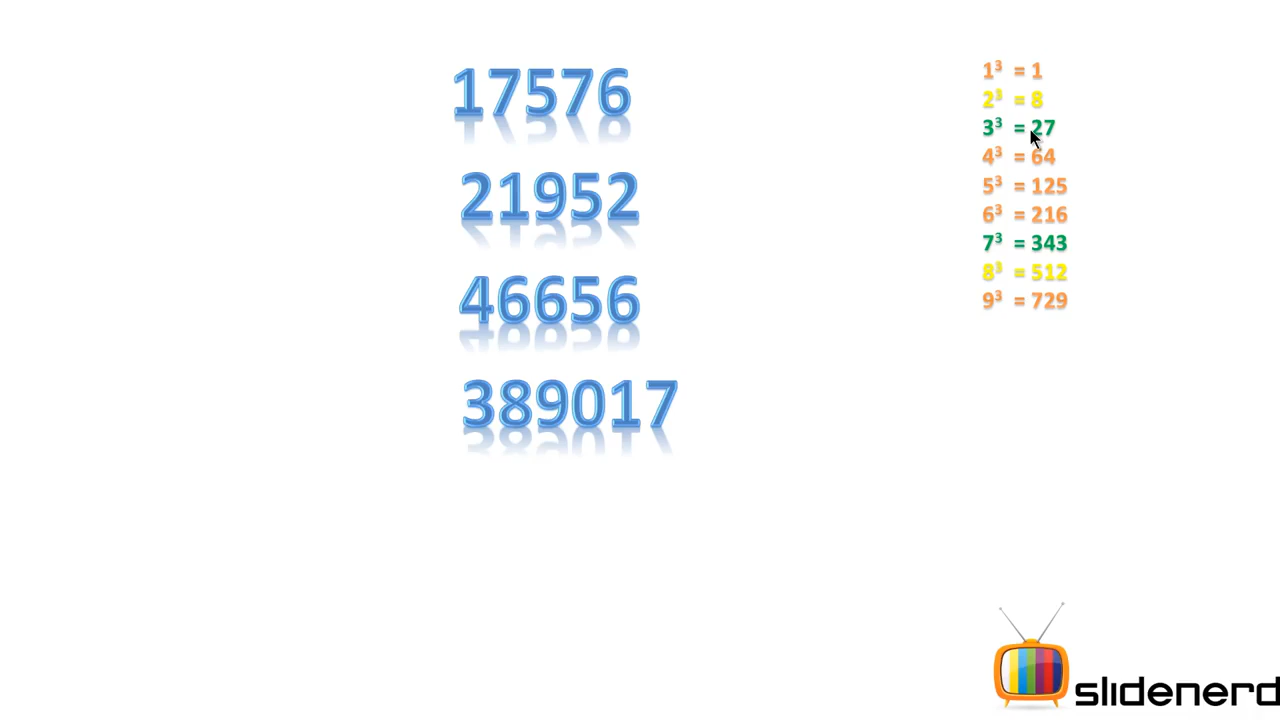 17576
21952
46656
389017
1³ = 1
2³ = 8
3³ = 27
4³ = 64
5³ = 125
6³ = 216
7³ = 343
8³ = 512
9³ = 729
slidenerd